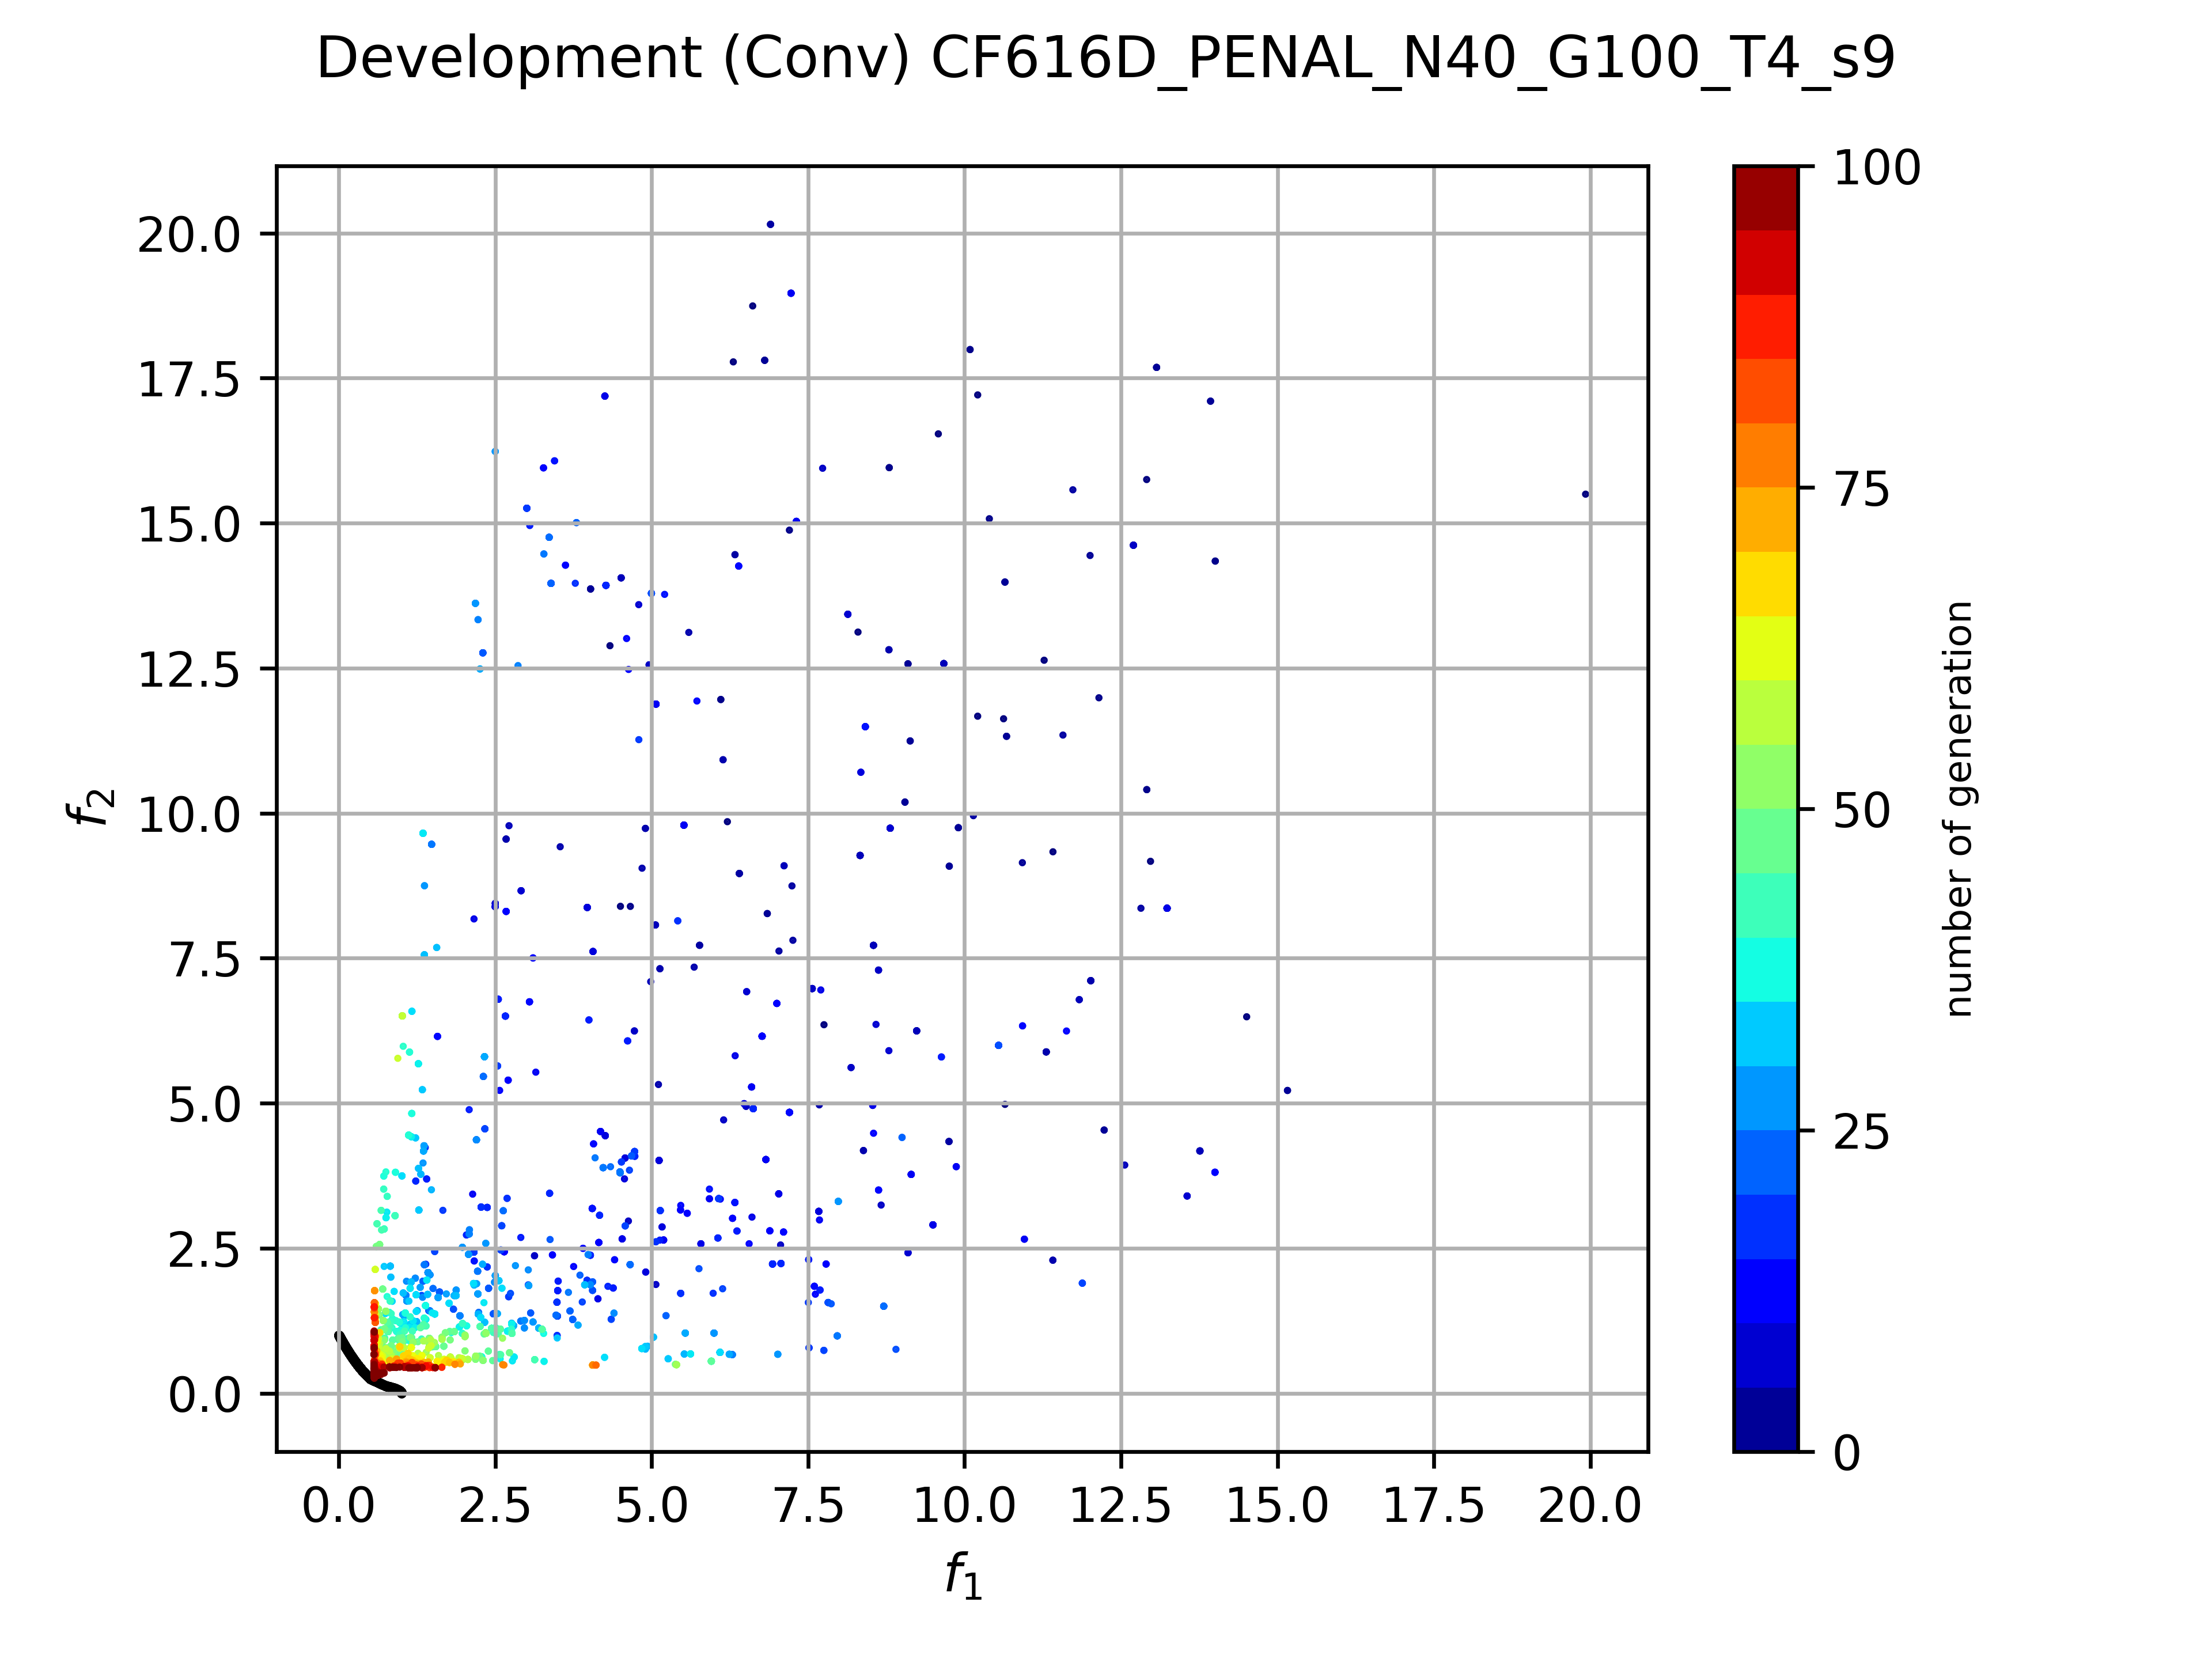 Development (Conv) CF616D_PENAL_N40_G100_T4_s9
20.0
17.5
15.0
12.5
10.0
7.5
5.0
2.5
0.0
f2
0.0 2.5 5.0 7.5 10.0 12.5 15.0 17.5 20.0
f1
100
75
50
25
0
number of generation